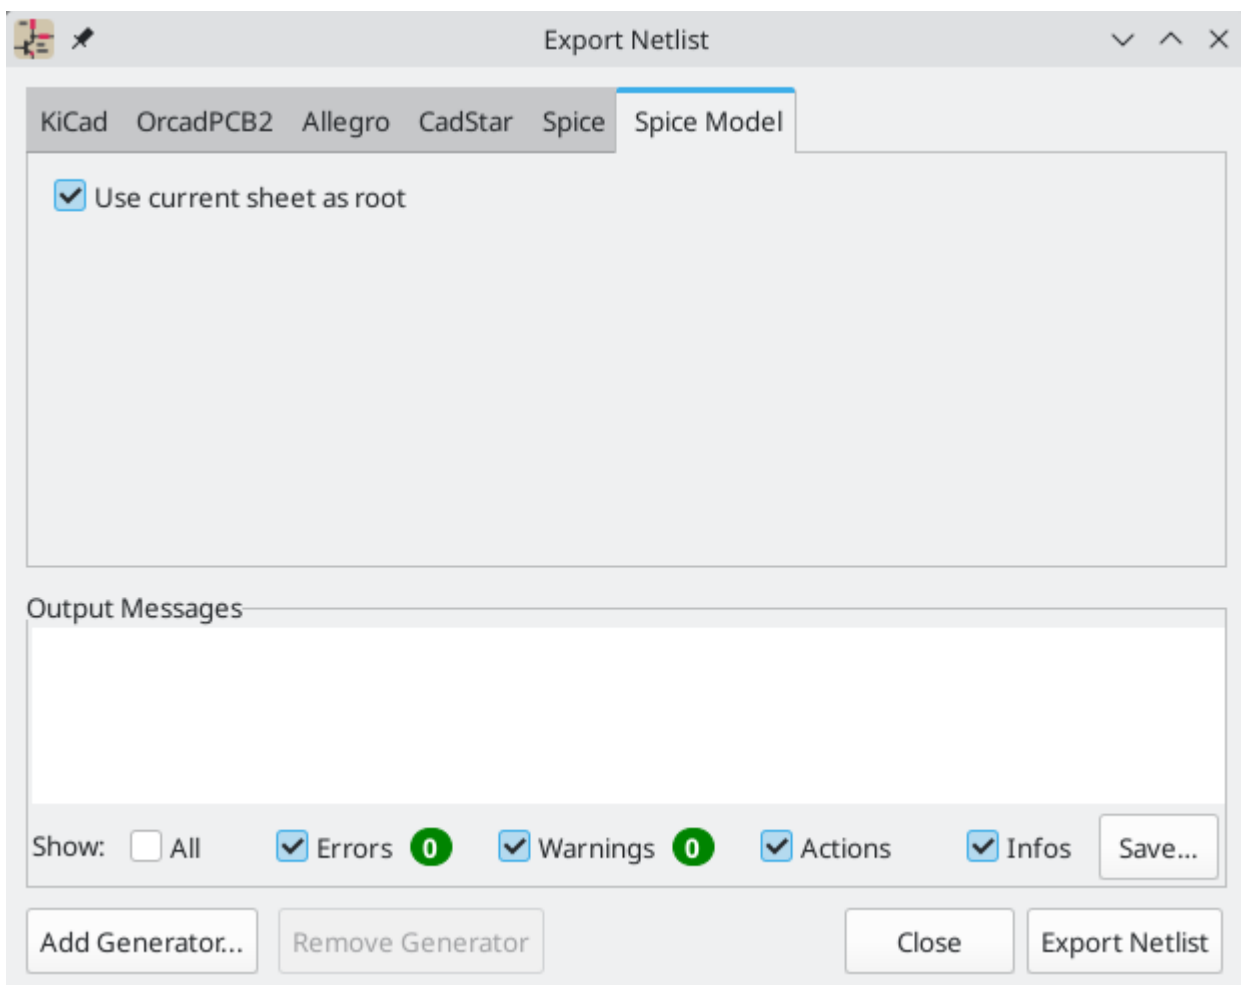 Export Netlist
KiCad OrcadPCB2 Allegro CadStar Spice Spice Model
Use current sheet as root
Output Messages
Show: All Errors 0 Warnings 0 Actions Infos Save...
Add Generator... Remove Generator Close Export Netlist